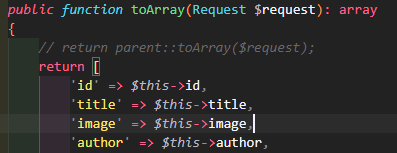 public function toArray(Request $request): array
{
// return parent::toArray($request);
return [
'id' => $this->id,
'title' => $this->title,
'image' => $this->image,
'author' => $this->author,